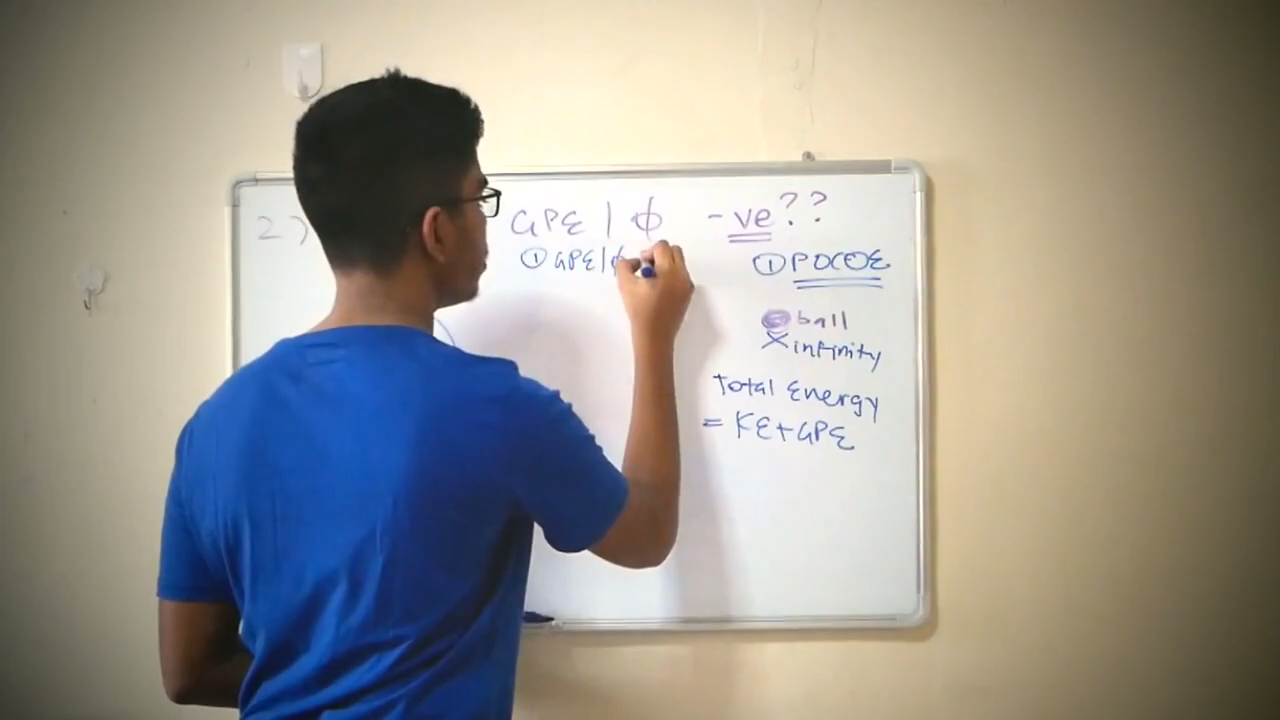 2) GPE | ϕ -ve??
① GPE | ϕ
① POCOE
ball
× infinity
Total Energy
= KE + GPE